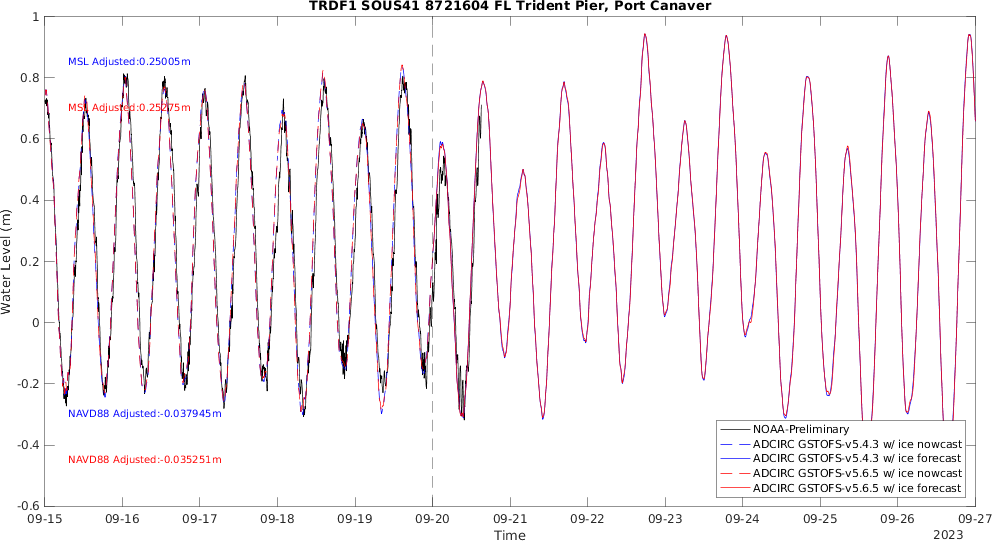 TRDF1 SOUS41 8721604 FL Trident Pier, Port Canaver
MSL Adjusted:0.25005m
MSL Adjusted:0.25275m
NAVD88 Adjusted:-0.037945m
NAVD88 Adjusted:-0.035251m
Water Level (m)
1
0.8
0.6
0.4
0.2
0
-0.2
-0.4
-0.6
NOAA-Preliminary
ADCIRC GSTOFS-v5.4.3 w/ ice nowcast
ADCIRC GSTOFS-v5.4.3 w/ ice forecast
ADCIRC GSTOFS-v5.6.5 w/ ice nowcast
ADCIRC GSTOFS-v5.6.5 w/ ice forecast
09-15 09-16 09-17 09-18 09-19 09-20 09-21 09-22 09-23 09-24 09-25 09-26 09-27
Time
2023